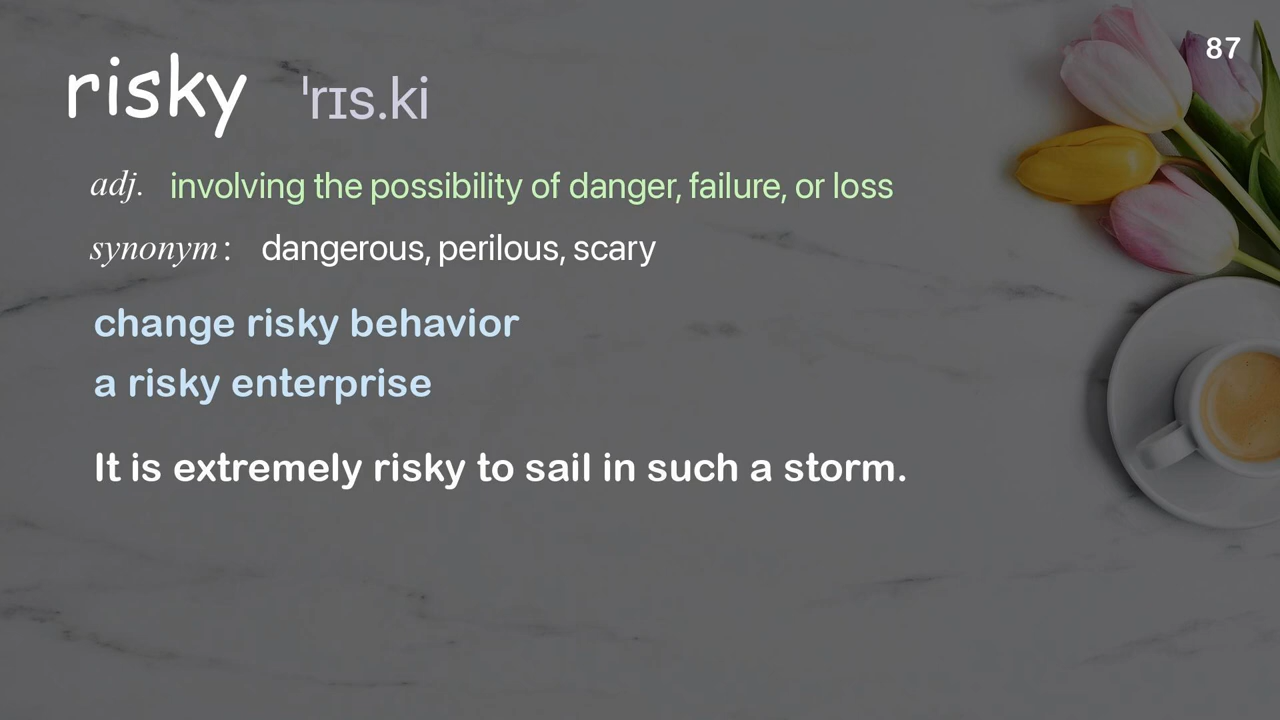 87
risky ˈrɪs.ki
adj. involving the possibility of danger, failure, or loss
synonym: dangerous, perilous, scary
change risky behavior
a risky enterprise
It is extremely risky to sail in such a storm.